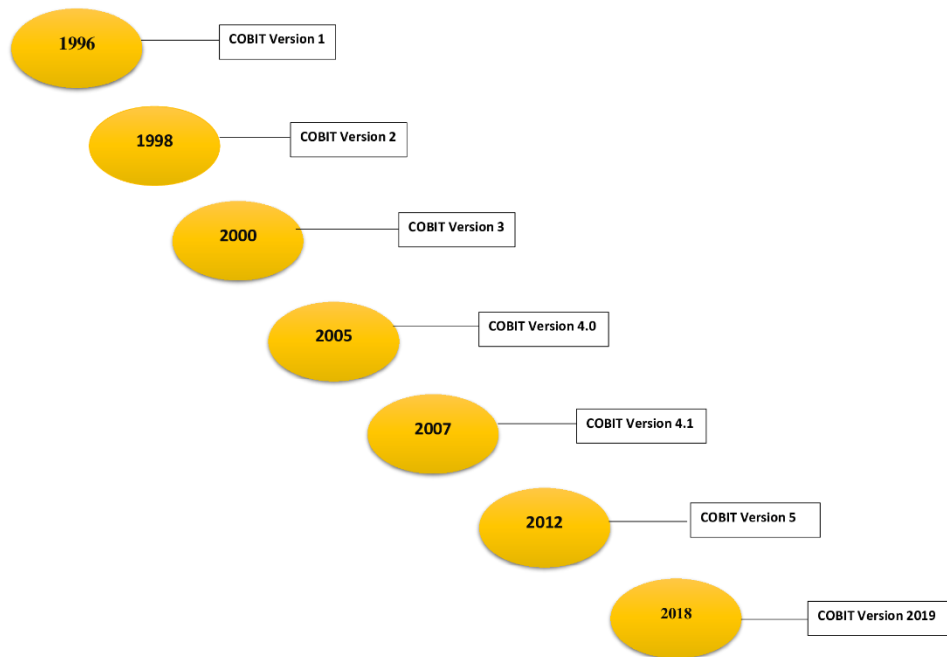 1996
COBIT Version 1
1998
COBIT Version 2
2000
COBIT Version 3
2005
COBIT Version 4.0
2007
COBIT Version 4.1
2012
COBIT Version 5
2018
COBIT Version 2019